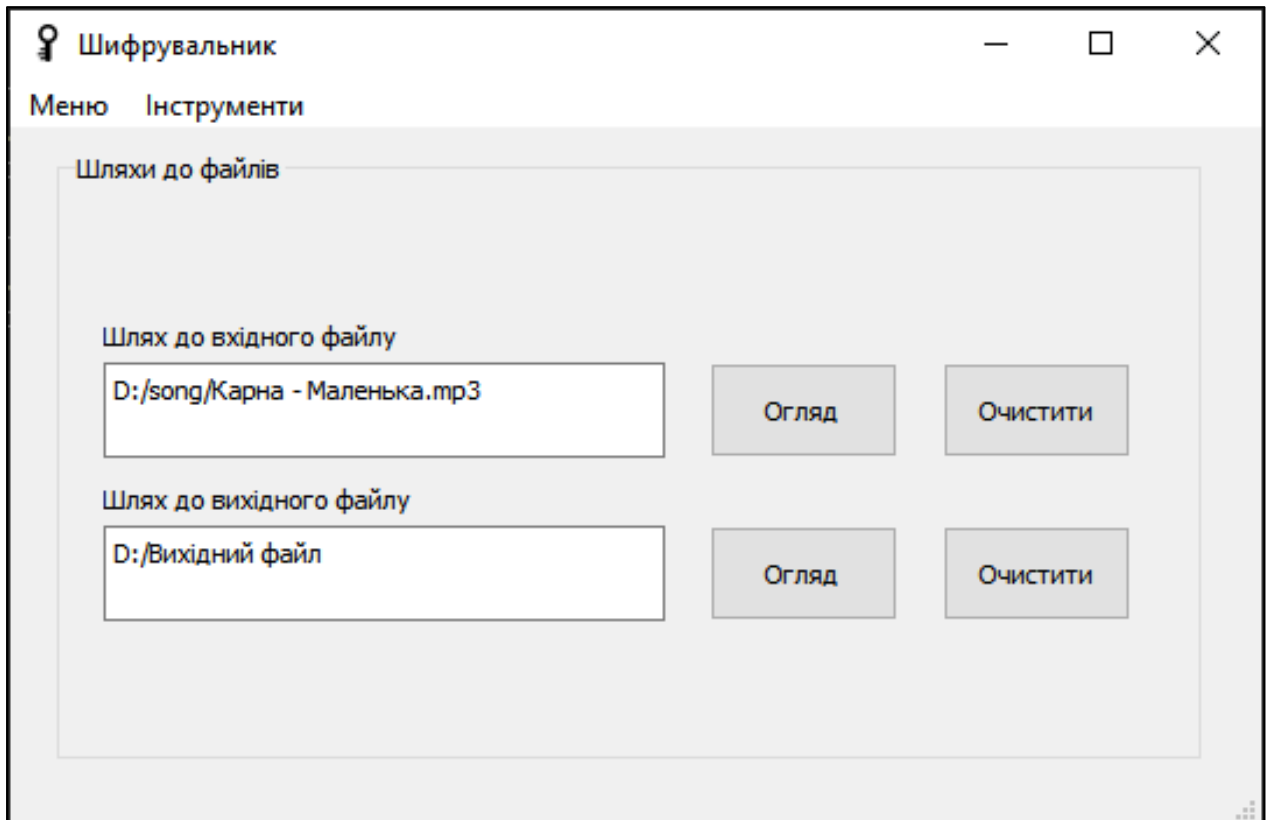 Шифрувальник
Меню Інструменти
Шляхи до файлів
Шлях до вхідного файлу
D:/song/Карна - Маленька.mp3 Огляд Очистити
Шлях до вихідного файлу
D:/Вихідний файл Огляд Очистити